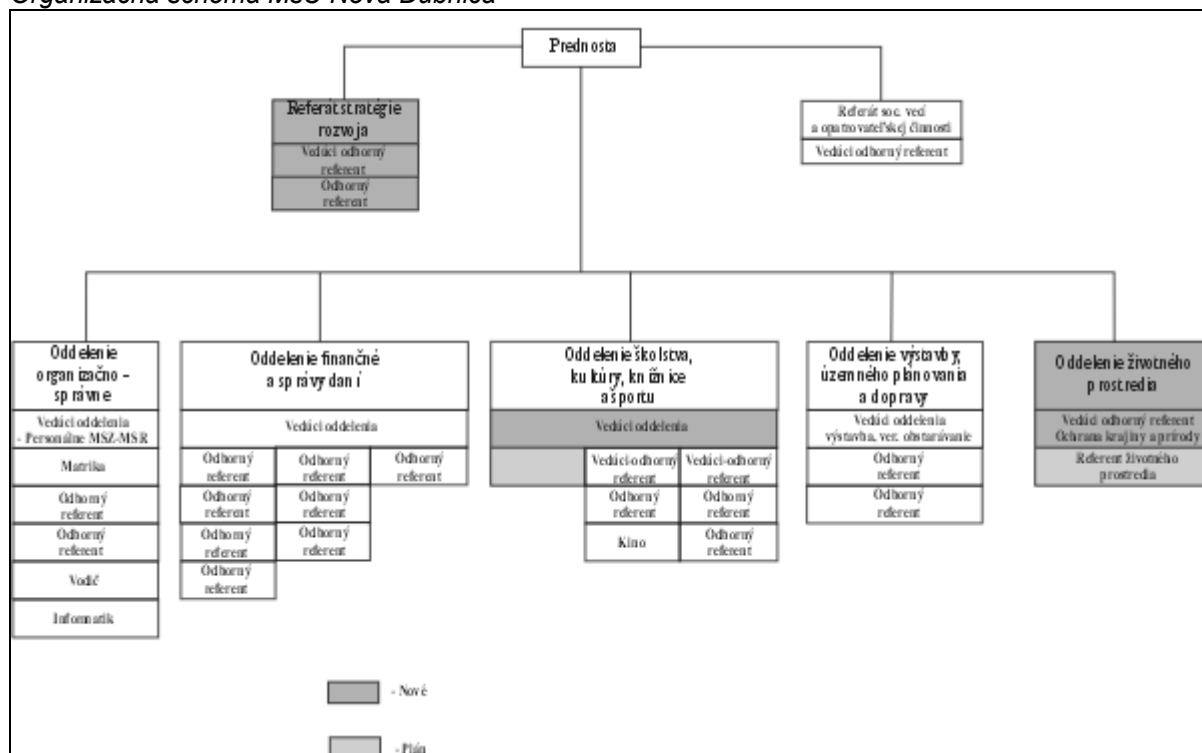 Organizačná schéma MsÚ Nová Dubnica
Prednosta
Referát stratégie
rozvoja
Vedúci odborný
referent
Odborný
referent
Referát soc. vecí
a opatrovateľskej činnosti
Vedúci odborný referent
Oddelenie
organizačno –
správne
Vedúci oddelenia
- Personálne MSZ-MSR
Matrika
Odborný
referent
Odborný
referent
Vodič
Informatik
Oddelenie finančné
a správy daní
Vedúci oddelenia
Odborný
referent
Odborný
referent
Odborný
referent
Odborný
referent
Odborný
referent
Odborný
referent
Odborný
referent
Odborný
referent
Oddelenie školstva,
kultúry, knižnice
a športu
Vedúci oddelenia
Vedúci-odborný
referent
Vedúci-odborný
referent
Odborný
referent
Odborný
referent
Kino
Odborný
referent
Oddelenie výstavby,
územného plánovania
a dopravy
Vedúci oddelenia
výstavba, ver. obstarávanie
Odborný
referent
Odborný
referent
Oddelenie životného
prostredia
Vedúci odborný referent
Ochrana krajiny a prírody
Referent životného
prostredia
- Nové
- Plán